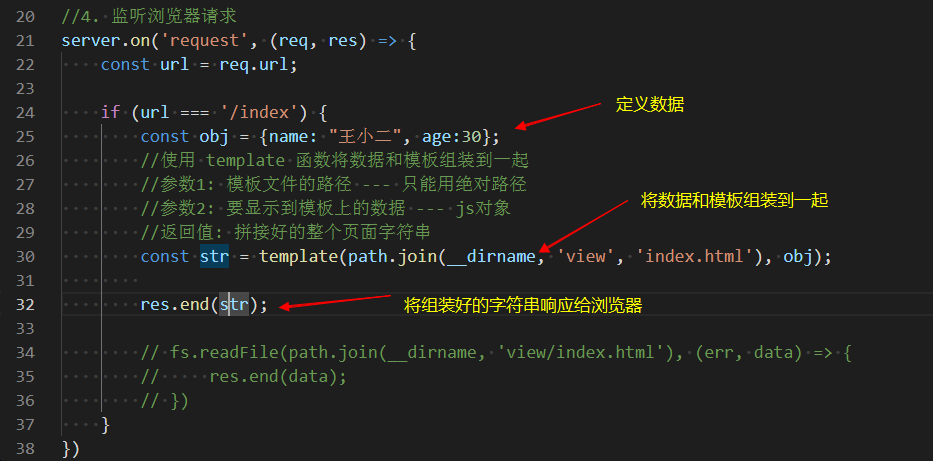 20 //4. 监听浏览器请求
21 server.on('request', (req, res) => {
22 const url = req.url;
23
24 if (url === '/index') {
定义数据
25 const obj = {name: "王小二", age:30};
26 //使用 template 函数将数据和模板组装到一起
27 //参数1: 模板文件的路径 --- 只能用绝对路径
28 //参数2: 要显示到模板上的数据 --- js对象
将数据和模板组装到一起
29 //返回值: 拼接好的整个页面字符串
30 const str = template(path.join(__dirname, 'view', 'index.html'), obj);
31
32 res.end(str); 将组装好的字符串响应给浏览器
33
34 // fs.readFile(path.join(__dirname, 'view/index.html'), (err, data) => {
35 // res.end(data);
36 // })
37 }
38 })